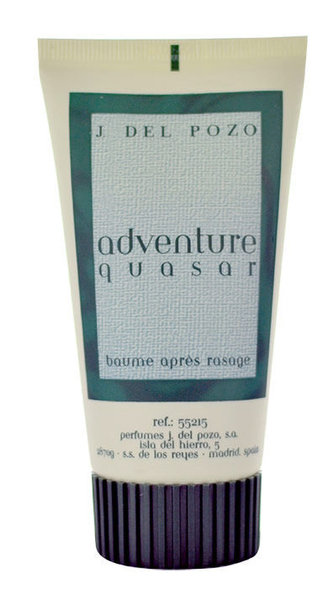 J DEL POZO
adventure
quasar
baume après rasage
ref.: 55215
perfumes j. del pozo, s.a.
isla del hierro, 5
28709 · s.s. de los reyes · madrid. spain